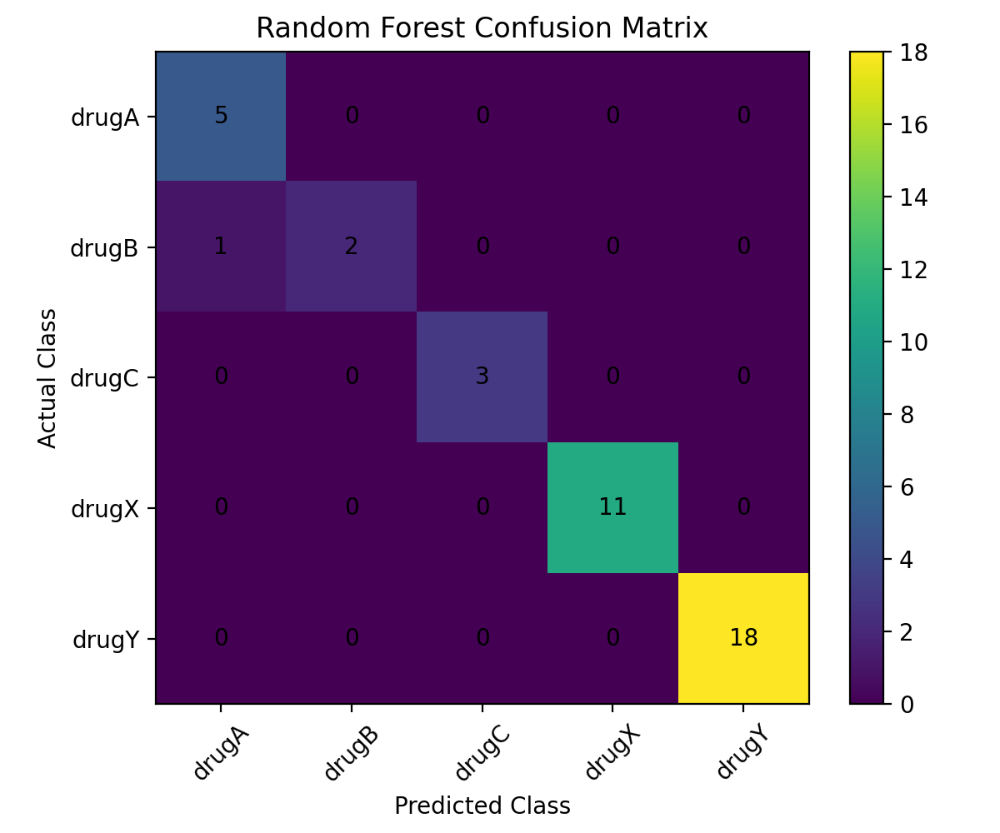 Random Forest Confusion Matrix
drugA 5 0 0 0 0
drugB 1 2 0 0 0
drugC 0 0 3 0 0
drugX 0 0 0 11 0
drugY 0 0 0 0 18
Actual Class
drugA drugB drugC drugX drugY
Predicted Class
18
16
14
12
10
8
6
4
2
0